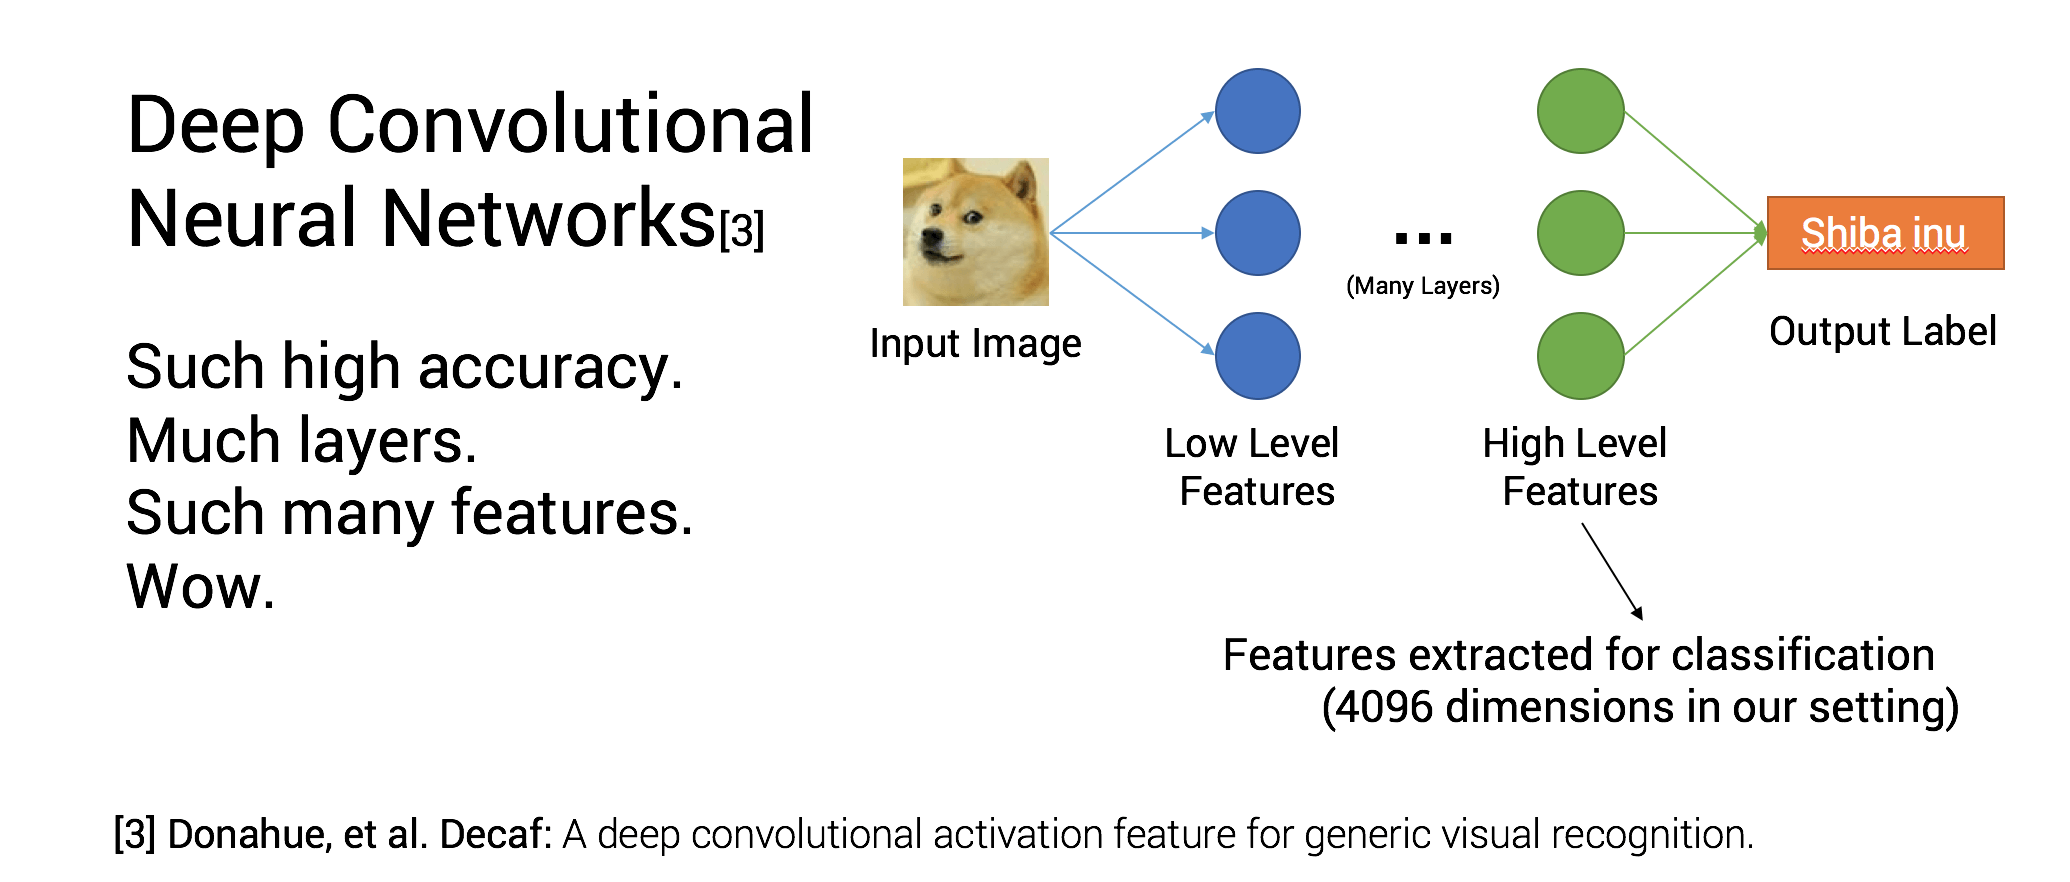 Deep Convolutional
Neural Networks[3]
Such high accuracy.
Much layers.
Such many features.
Wow.
Input Image
Low Level
Features
...
(Many Layers)
High Level
Features
Shiba inu
Output Label
Features extracted for classification
(4096 dimensions in our setting)
[3] Donahue, et al. Decaf: A deep convolutional activation feature for generic visual recognition.